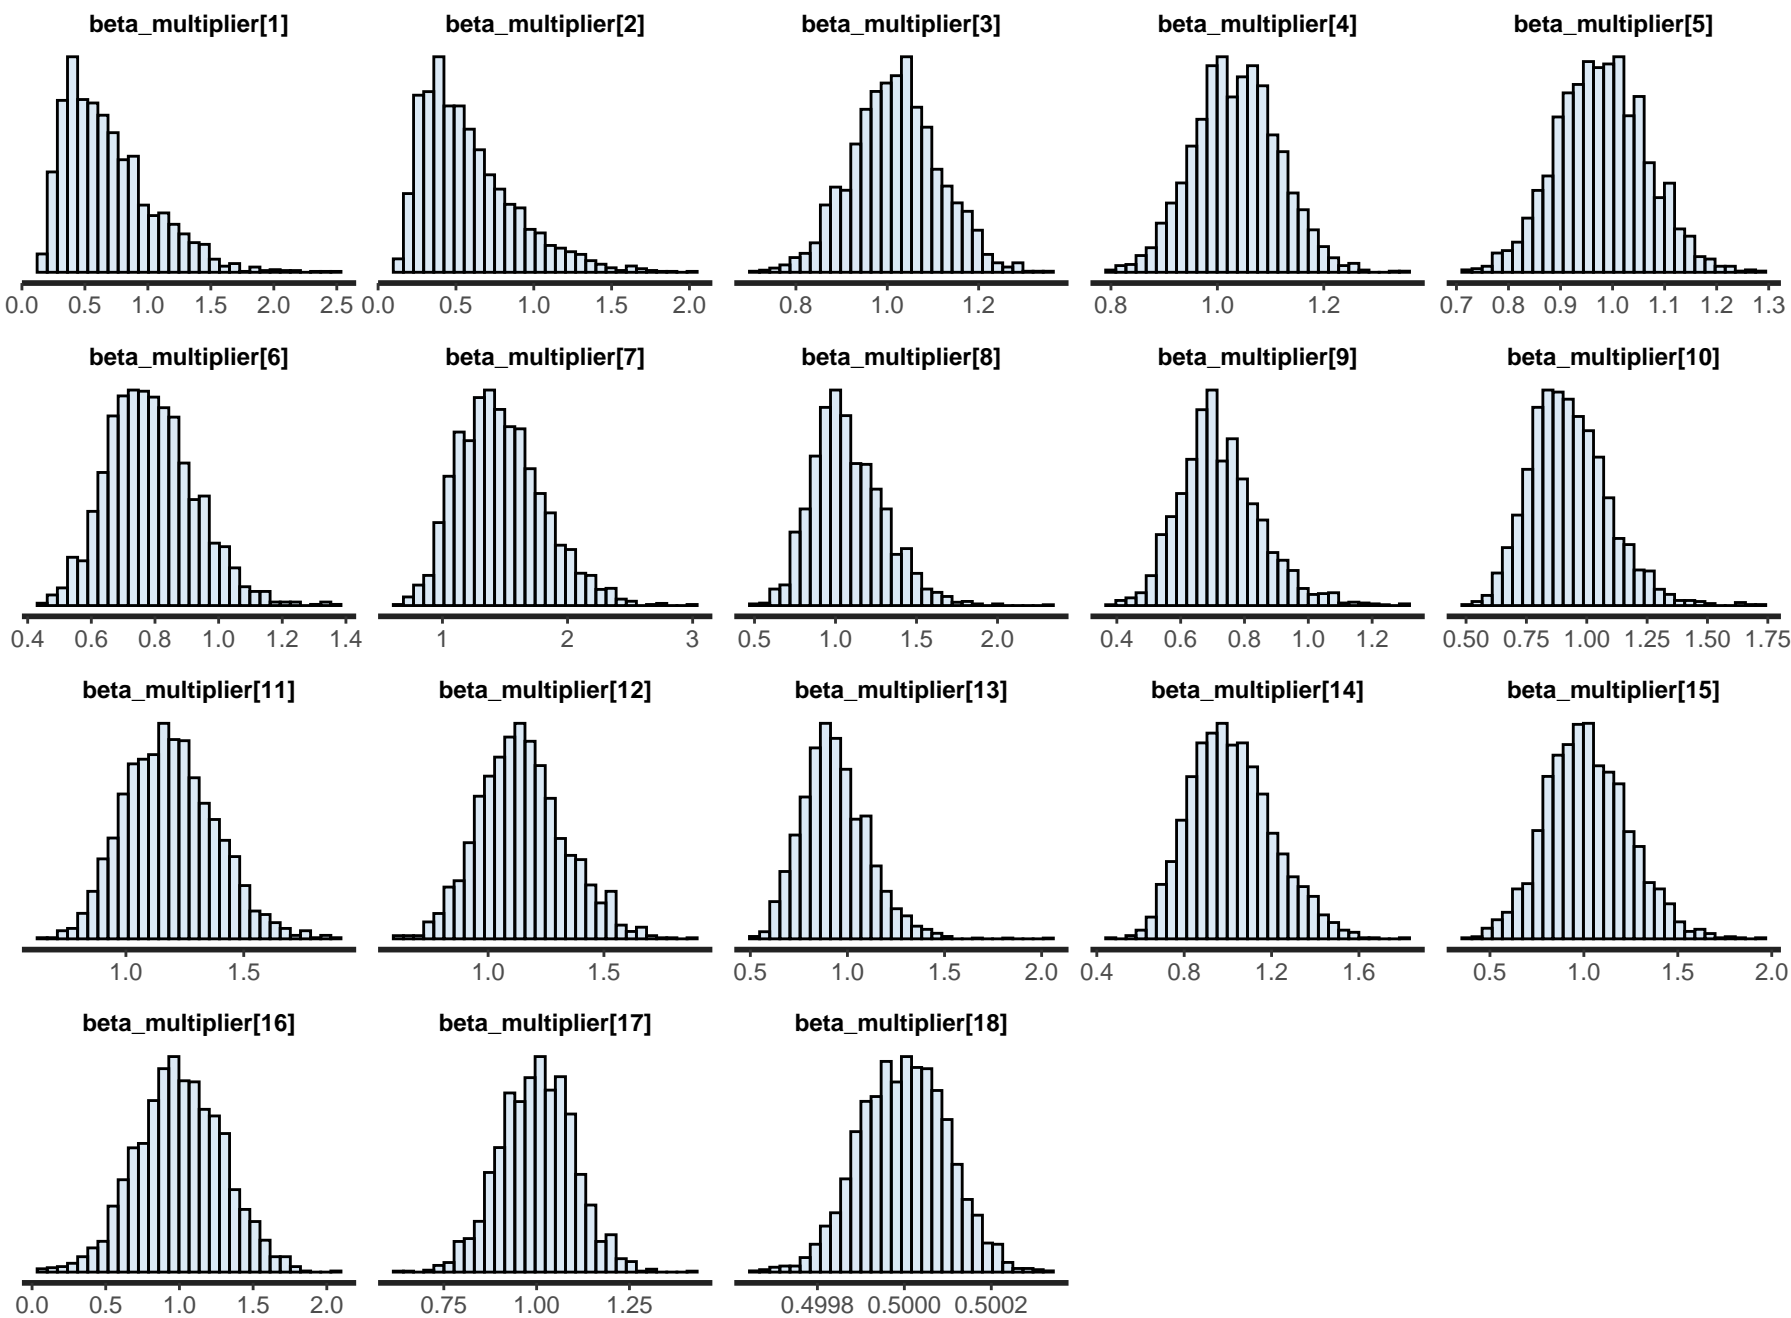 beta_multiplier[1] beta_multiplier[2] beta_multiplier[3] beta_multiplier[4] beta_multiplier[5]
0.0 0.5 1.0 1.5 2.0 2.5 0.0 0.5 1.0 1.5 2.0 0.8 1.0 1.2 0.8 1.0 1.2 0.7 0.8 0.9 1.0 1.1 1.2 1.3
beta_multiplier[6] beta_multiplier[7] beta_multiplier[8] beta_multiplier[9] beta_multiplier[10]
0.4 0.6 0.8 1.0 1.2 1.4 1 2 3 0.5 1.0 1.5 2.0 0.4 0.6 0.8 1.0 1.2 0.50 0.75 1.00 1.25 1.50 1.75
beta_multiplier[11] beta_multiplier[12] beta_multiplier[13] beta_multiplier[14] beta_multiplier[15]
1.0 1.5 1.0 1.5 0.5 1.0 1.5 2.0 0.4 0.8 1.2 1.6 0.5 1.0 1.5 2.0
beta_multiplier[16] beta_multiplier[17] beta_multiplier[18]
0.0 0.5 1.0 1.5 2.0 0.75 1.00 1.25 0.4998 0.5000 0.5002